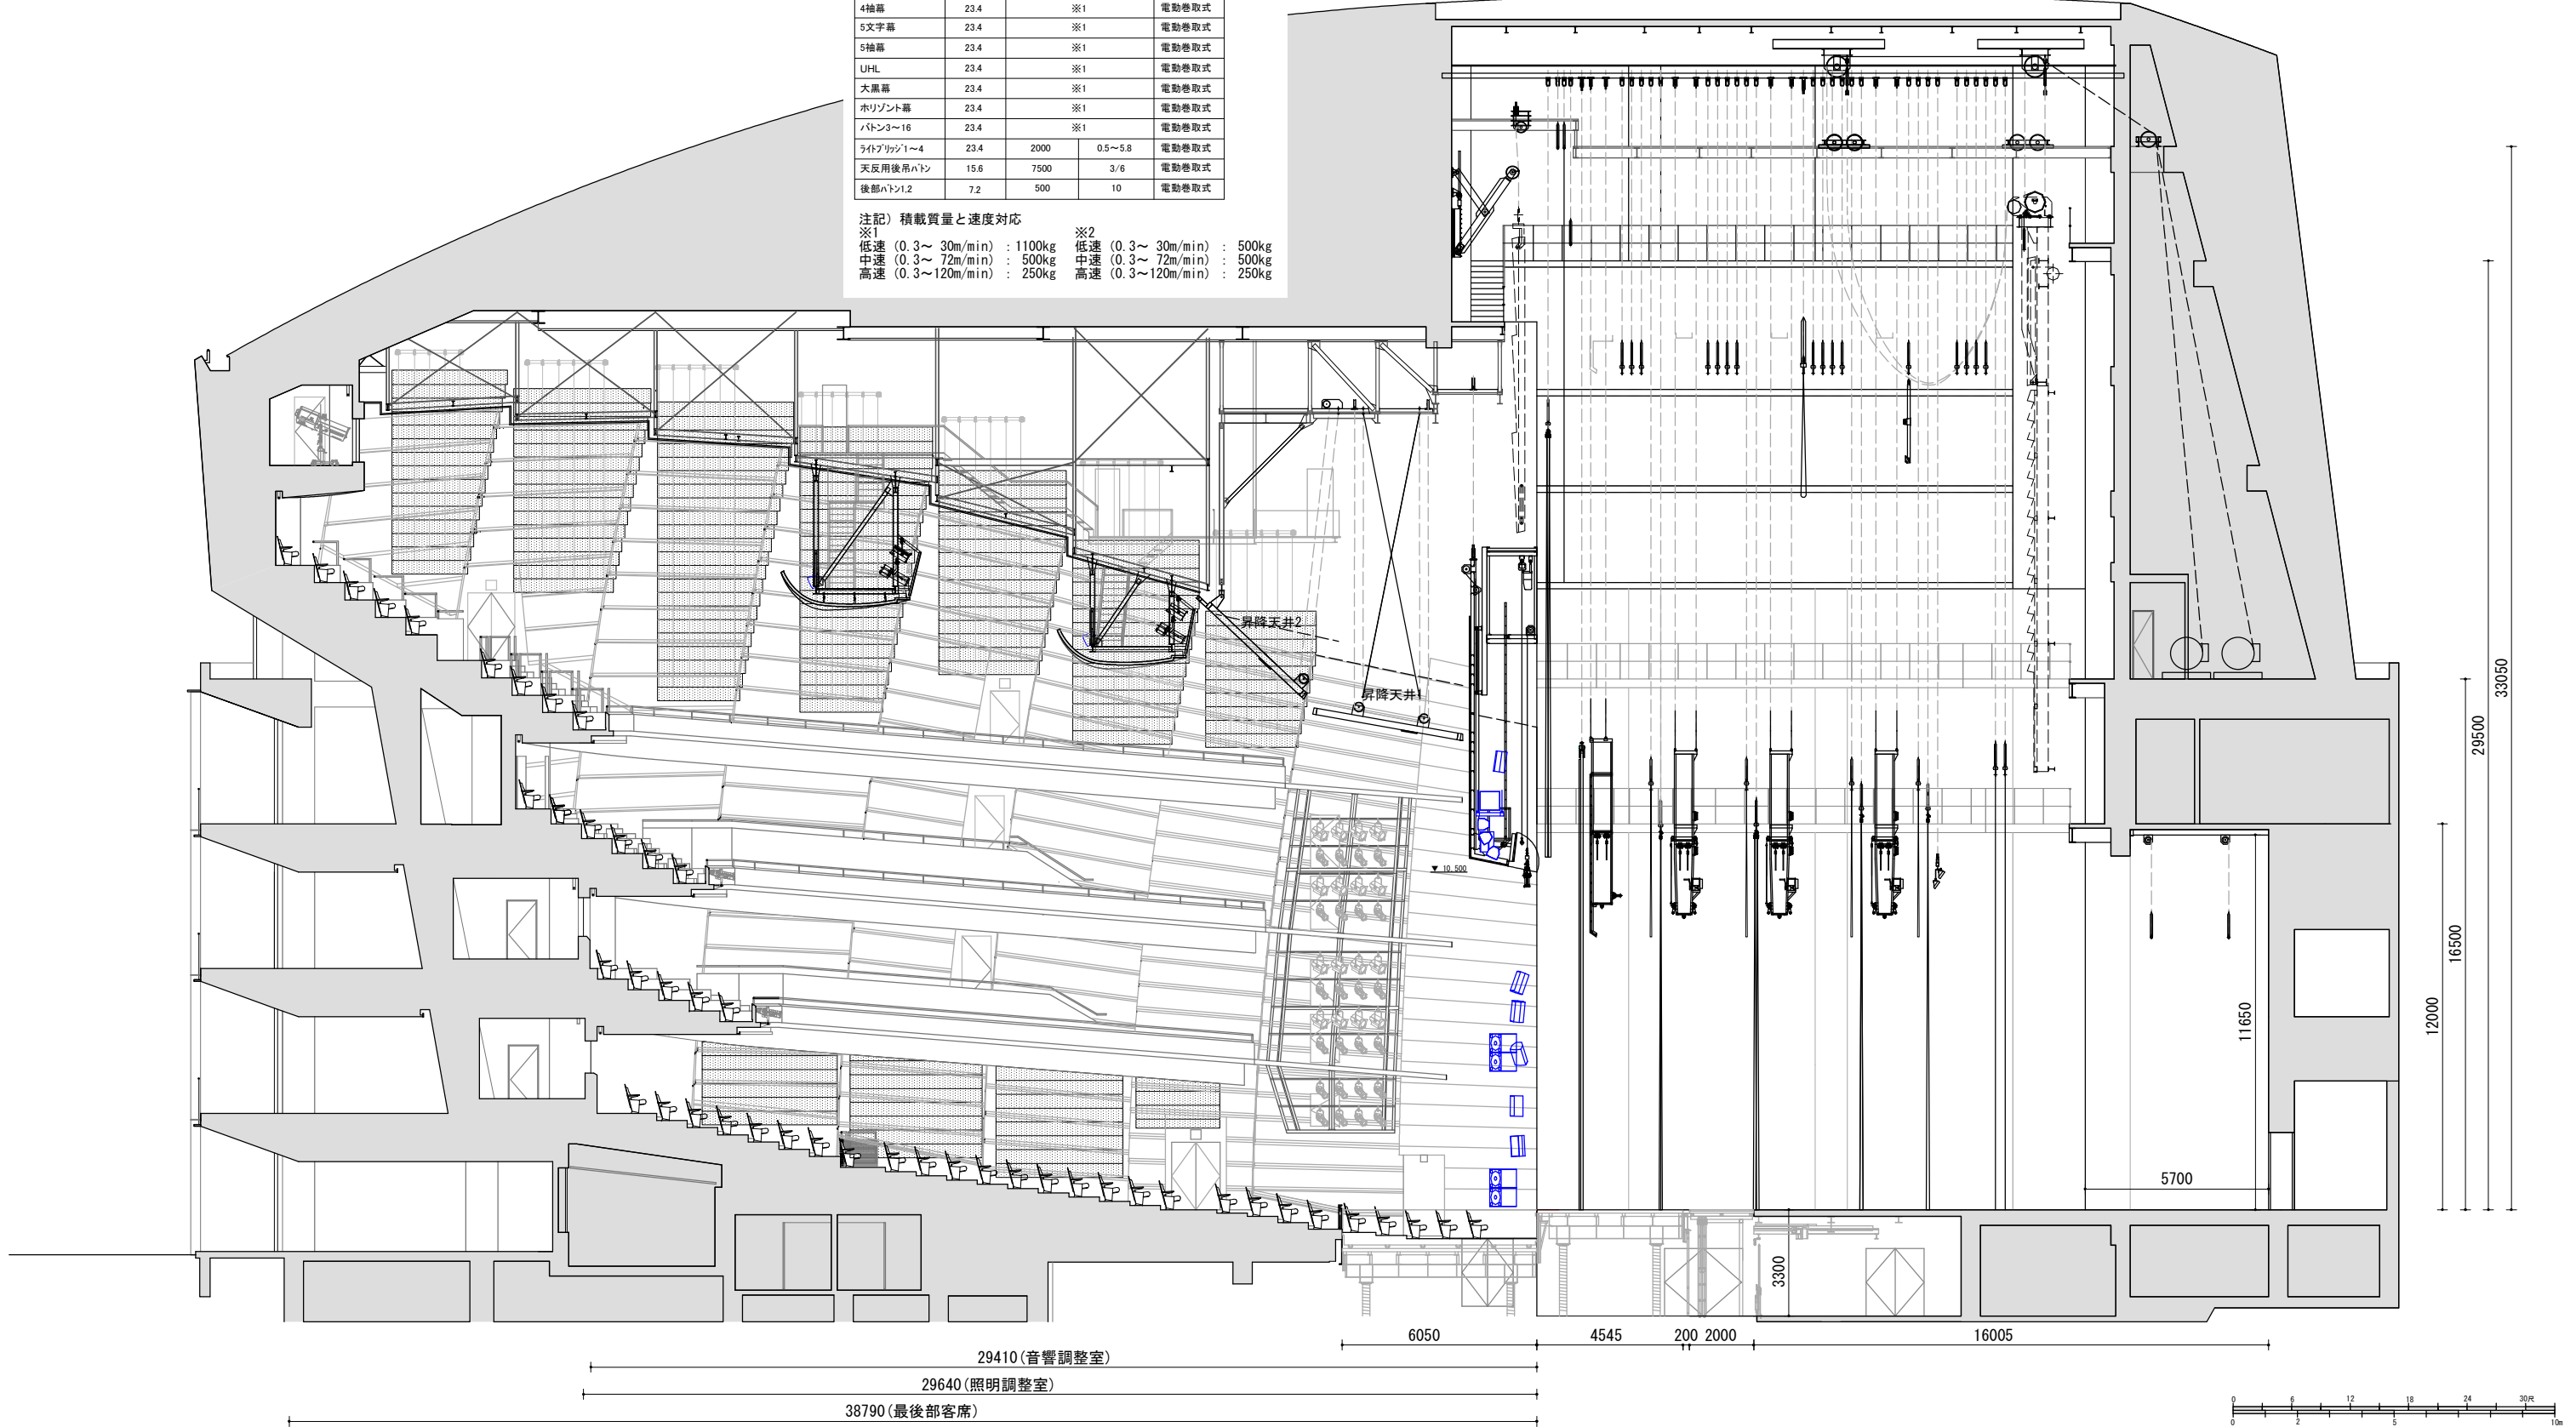 4袖幕 23.4 ※1 電動巻取式
5文字幕 23.4 ※1 電動巻取式
5袖幕 23.4 ※1 電動巻取式
UHL 23.4 ※1 電動巻取式
大黒幕 23.4 ※1 電動巻取式
ホリゾント幕 23.4 ※1 電動巻取式
バトン3～16 23.4 ※1 電動巻取式
ライトブリッジ1～4 23.4 2000 0.5～5.8 電動巻取式
天反用後吊バトン 15.6 7500 3/6 電動巻取式
後部バトン1,2 7.2 500 10 電動巻取式
注記）積載質量と速度対応
※1 ※2
低速（0.3～ 30m/min）：1100kg 低速（0.3～ 30m/min）： 500kg
中速（0.3～ 72m/min）： 500kg 中速（0.3～ 72m/min）： 500kg
高速（0.3～120m/min）： 250kg 高速（0.3～120m/min）： 250kg
昇降天井2
昇降天井1
▼ 10,500
33050
29500
16500
12000
11650
5700
3300
6050 4545 200 2000 16005
29410(音響調整室)
29640(照明調整室)
38790(最後部客席)
0 6 12 18 24 30尺
0 2 5 10m